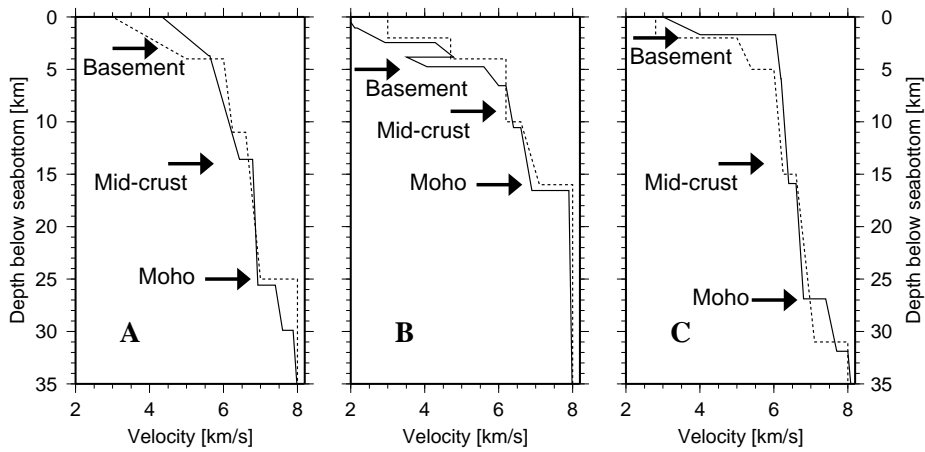 0
5
10
15
20
25
30
35
Depth below seabottom [km]
2 4 6 8
Velocity [km/s]
Basement
Mid-crust
Moho
A
2 4 6 8
Velocity [km/s]
Basement
Mid-crust
Moho
B
2 4 6 8
Velocity [km/s]
Basement
Mid-crust
Moho
C
0
5
10
15
20
25
30
35
Depth below seabottom [km]